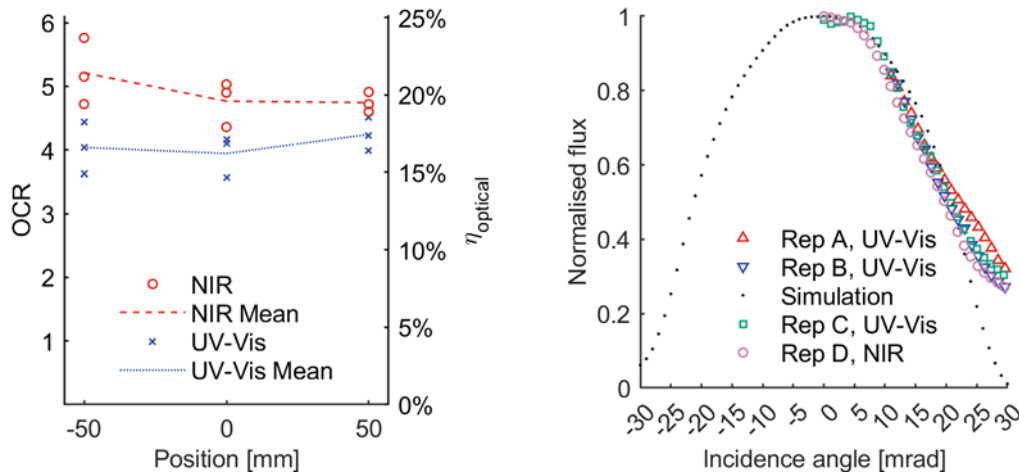 6
5
4
3
2
1
OCR
25%
20%
15%
10%
5%
0%
ηoptical
NIR
NIR Mean
UV-Vis
UV-Vis Mean
-50
0
50
Position [mm]
1
0.8
0.6
0.4
0.2
0
Normalised flux
Rep A, UV-Vis
Rep B, UV-Vis
Simulation
Rep C, UV-Vis
Rep D, NIR
-30
-25
-20
-15
-10
-5
0
5
10
15
20
25
30
Incidence angle [mrad]